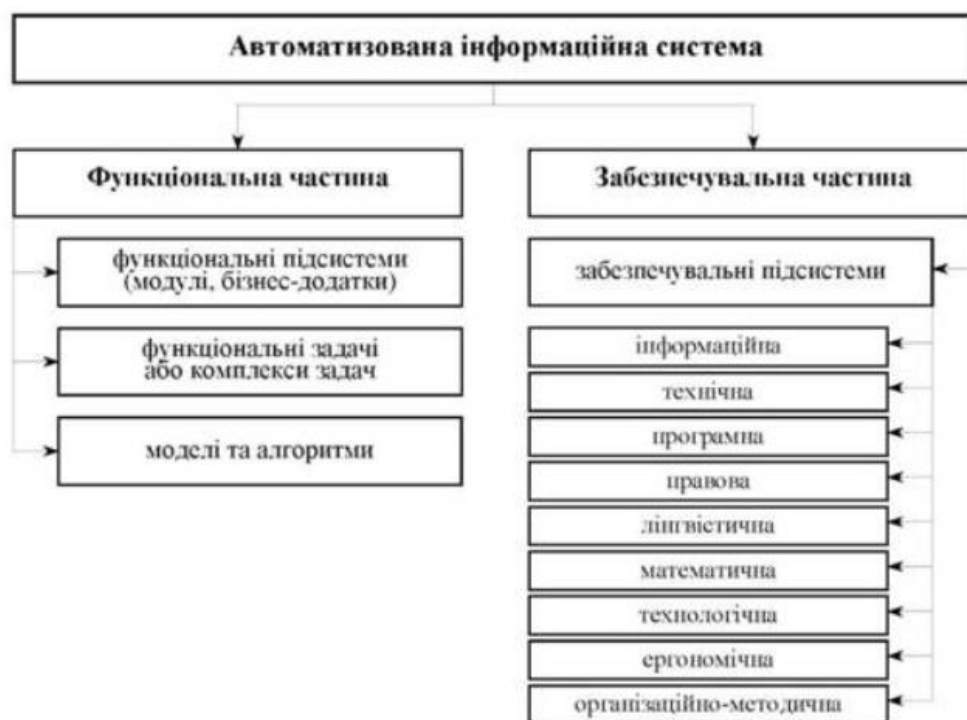 Автоматизована інформаційна система
Функціональна частина
функціональні підсистеми
(модулі, бізнес-додатки)
функціональні задачі
або комплекси задач
моделі та алгоритми
Забезпечувальна частина
забезпечувальні підсистеми
інформаційна
технічна
програмна
правова
лінгвістична
математична
технологічна
ергономічна
організаційно-методична